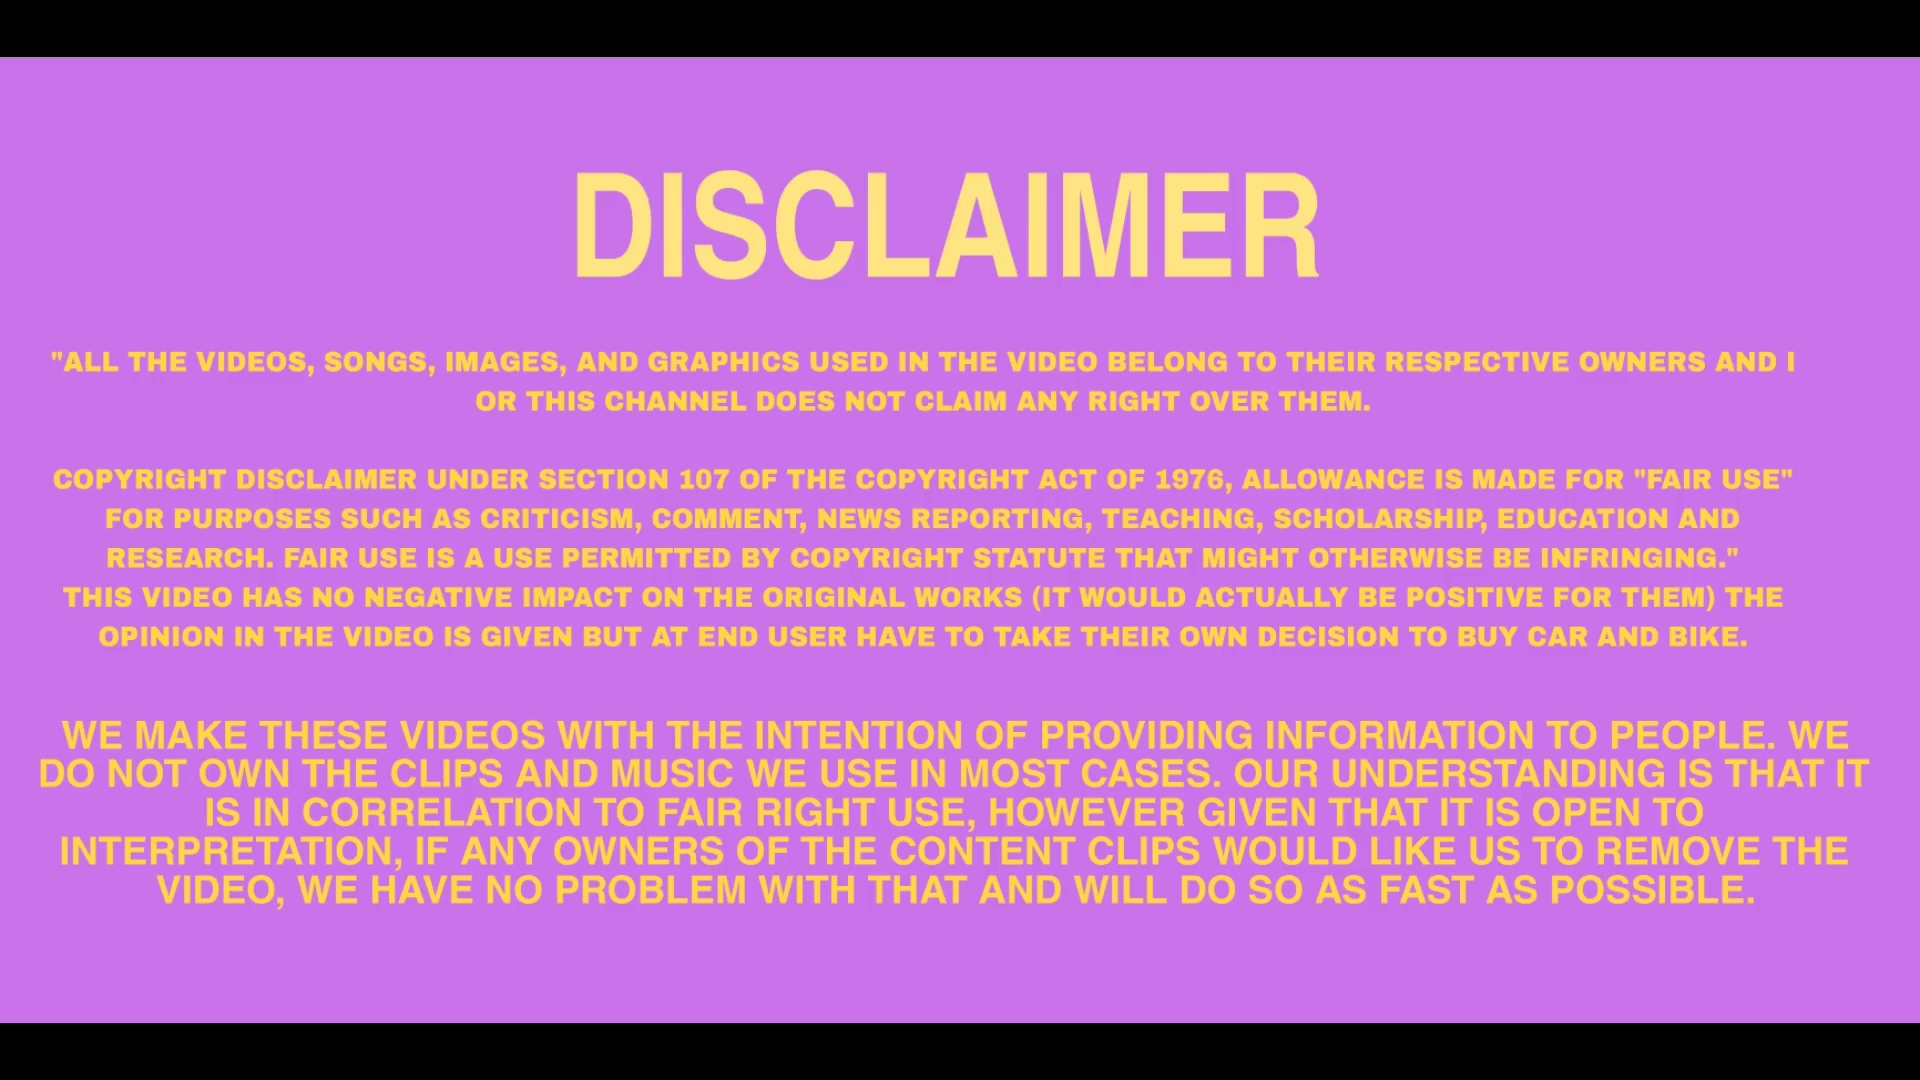 DISCLAIMER
"ALL THE VIDEOS, SONGS, IMAGES, AND GRAPHICS USED IN THE VIDEO BELONG TO THEIR RESPECTIVE OWNERS AND I
OR THIS CHANNEL DOES NOT CLAIM ANY RIGHT OVER THEM.
COPYRIGHT DISCLAIMER UNDER SECTION 107 OF THE COPYRIGHT ACT OF 1976, ALLOWANCE IS MADE FOR "FAIR USE"
FOR PURPOSES SUCH AS CRITICISM, COMMENT, NEWS REPORTING, TEACHING, SCHOLARSHIP, EDUCATION AND
RESEARCH. FAIR USE IS A USE PERMITTED BY COPYRIGHT STATUTE THAT MIGHT OTHERWISE BE INFRINGING."
THIS VIDEO HAS NO NEGATIVE IMPACT ON THE ORIGINAL WORKS (IT WOULD ACTUALLY BE POSITIVE FOR THEM) THE
OPINION IN THE VIDEO IS GIVEN BUT AT END USER HAVE TO TAKE THEIR OWN DECISION TO BUY CAR AND BIKE.
WE MAKE THESE VIDEOS WITH THE INTENTION OF PROVIDING INFORMATION TO PEOPLE. WE
DO NOT OWN THE CLIPS AND MUSIC WE USE IN MOST CASES. OUR UNDERSTANDING IS THAT IT
IS IN CORRELATION TO FAIR RIGHT USE, HOWEVER GIVEN THAT IT IS OPEN TO
INTERPRETATION, IF ANY OWNERS OF THE CONTENT CLIPS WOULD LIKE US TO REMOVE THE
VIDEO, WE HAVE NO PROBLEM WITH THAT AND WILL DO SO AS FAST AS POSSIBLE.